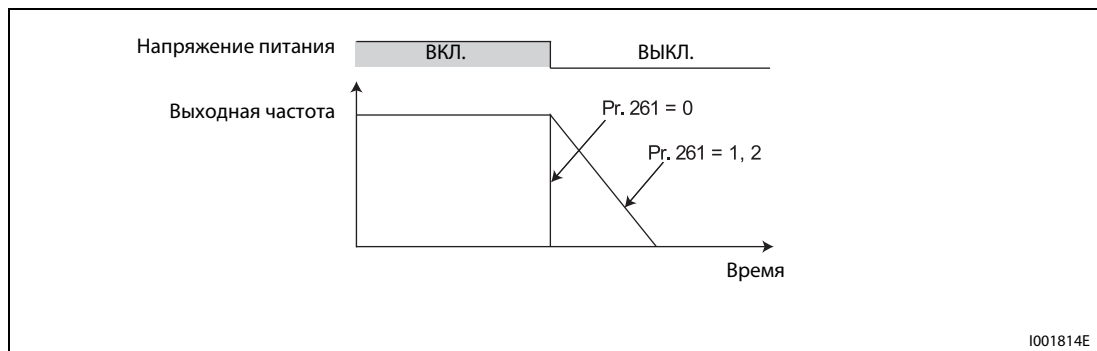 Напряжение питания ВКЛ. ВЫКЛ.
Выходная частота
Pr. 261 = 0
Pr. 261 = 1, 2
Время
I001814E